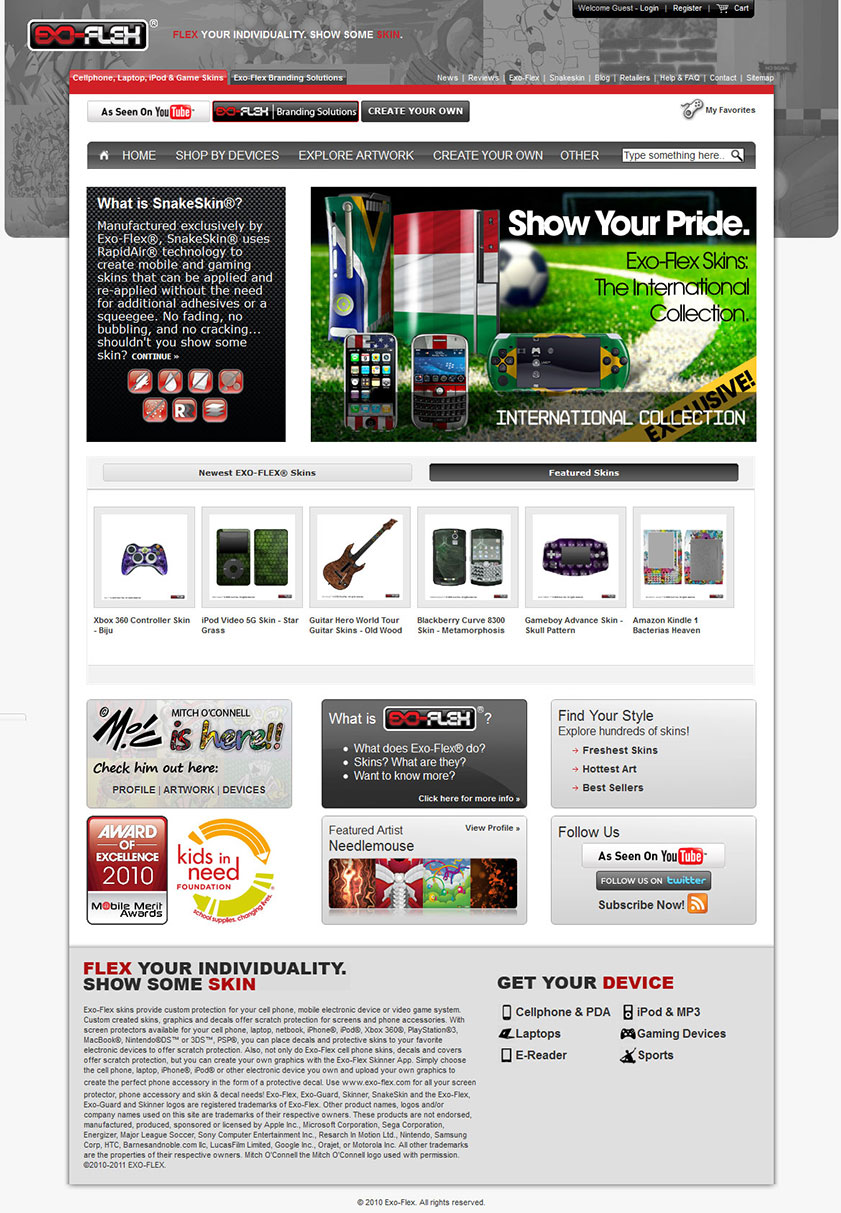 Welcome Guest - Login | Register | Cart
EXO-FLEX®
FLEX YOUR INDIVIDUALITY. SHOW SOME SKIN.
Cellphone, Laptop, iPod & Game Skins
Exo-Flex Branding Solutions
News | Reviews | Exo-Flex | Snakeskin | Blog | Retailers | Help & FAQ | Contact | Sitemap
As Seen On YouTube™
EXO-FLEX | Branding Solutions
CREATE YOUR OWN
My Favorites
HOME
SHOP BY DEVICES
EXPLORE ARTWORK
CREATE YOUR OWN
OTHER
Type something here..
What is SnakeSkin®?
Manufactured exclusively by
Exo-Flex®, SnakeSkin® uses
RapidAir® technology to
create mobile and gaming
skins that can be applied and
re-applied without the need
for additional adhesives or a
squeegee. No fading, no
bubbling, and no cracking...
shouldn't you show some
skin? CONTINUE »
Show Your Pride.
Exo-Flex Skins:
The International
Collection.
EXCLUSIVE!
INTERNATIONAL COLLECTION
Newest EXO-FLEX® Skins
Featured Skins
Xbox 360 Controller Skin
- Biju
iPod Video 5G Skin - Star
Grass
Guitar Hero World Tour
Guitar Skins - Old Wood
Blackberry Curve 8300
Skin - Metamorphosis
Gameboy Advance Skin -
Skull Pattern
Amazon Kindle 1
Bacterias Heaven
MITCH O'CONNELL
is here!!
Check him out here:
PROFILE | ARTWORK | DEVICES
What is EXO-FLEX®?
What does Exo-Flex® do?
Skins? What are they?
Want to know more?
Click here for more info »
Find Your Style
Explore hundreds of skins!
Freshest Skins
Hottest Art
Best Sellers
AWARD
OF
EXCELLENCE
2010
Mobile Merit
Awards
kids in
need
FOUNDATION
school supplies. changing lives.
Featured Artist
View Profile »
Needlemouse
Follow Us
As Seen On YouTube™
FOLLOW US ON twitter
Subscribe Now!
FLEX YOUR INDIVIDUALITY.
SHOW SOME SKIN
Exo-Flex skins provide custom protection for your cell phone, mobile electronic device or video game system.
Custom created skins, graphics and decals offer scratch protection for screens and phone accessories. With
screen protectors available for your cell phone, laptop, netbook, iPhone®, iPod®, Xbox 360®, PlayStation®3,
MacBook®, Nintendo®DS™ or 3DS™, PSP®, you can place decals and protective skins to your favorite
electronic devices to offer scratch protection. Also, not only do Exo-Flex cell phone skins, decals and covers
offer scratch protection, but you can create your own graphics with the Exo-Flex Skinner App. Simply choose
the cell phone, laptop, iPhone®, iPod® or other electronic device you own and upload your own graphics to
create the perfect phone accessory in the form of a protective decal. Use www.exo-flex.com for all your screen
protector, phone accessory and skin & decal needs! Exo-Flex, Exo-Guard, Skinner, SnakeSkin and the Exo-Flex,
Exo-Guard and Skinner logos are registered trademarks of Exo-Flex. Other product names, logos and/or
company names used on this site are trademarks of their respective owners. These products are not endorsed,
manufactured, produced, sponsored or licensed by Apple Inc., Microsoft Corporation, Sega Corporation,
Energizer, Major League Soccer, Sony Computer Entertainment Inc., Resarch In Motion Ltd., Nintendo, Samsung
Corp, HTC, Barnesandnoble.com llc, LucasFilm Limted, Google Inc., Orajet, or Motorola Inc. All other trademarks
are the properties of their respective owners. Mitch O'Connell the Mitch O'Connell logo used with permission.
©2010-2011 EXO-FLEX.
GET YOUR DEVICE
Cellphone & PDA
iPod & MP3
Laptops
Gaming Devices
E-Reader
Sports
© 2010 Exo-Flex. All rights reserved.